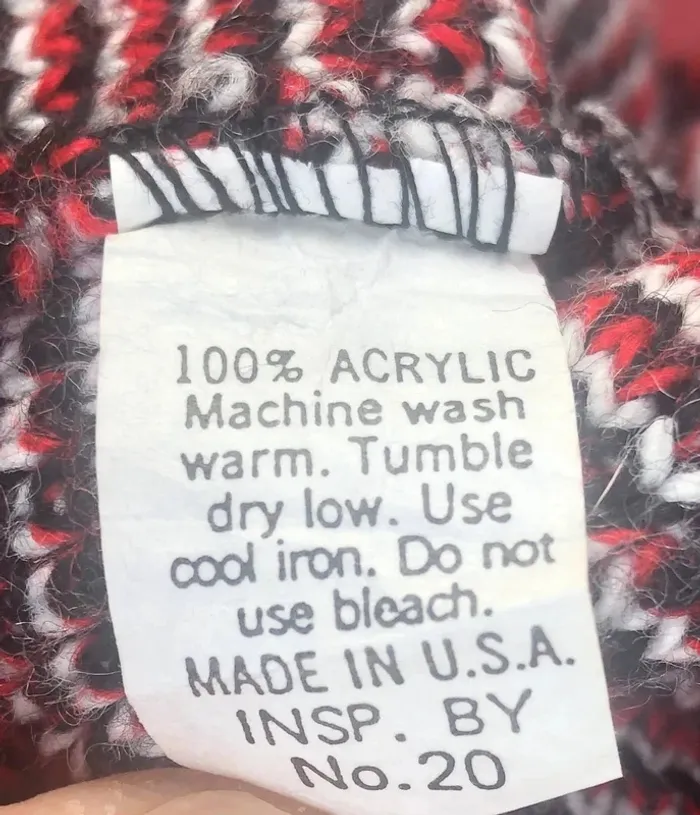 100% ACRYLIC
Machine wash
warm. Tumble
dry low. Use
cool iron. Do not
use bleach.
MADE IN U.S.A.
INSP. BY
No.20